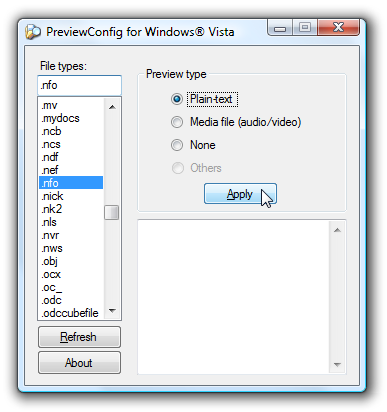 PreviewConfig for Windows® Vista
File types:
.nfo
.mv
.mydocs
.ncb
.ncs
.ndf
.nef
.nfo
.nick
.nk2
.nls
.nvr
.nws
.obj
.ocx
.oc_
.odc
.odccubefile
Refresh
About
Preview type
Plain-text
Media file (audio/video)
None
Others
Apply